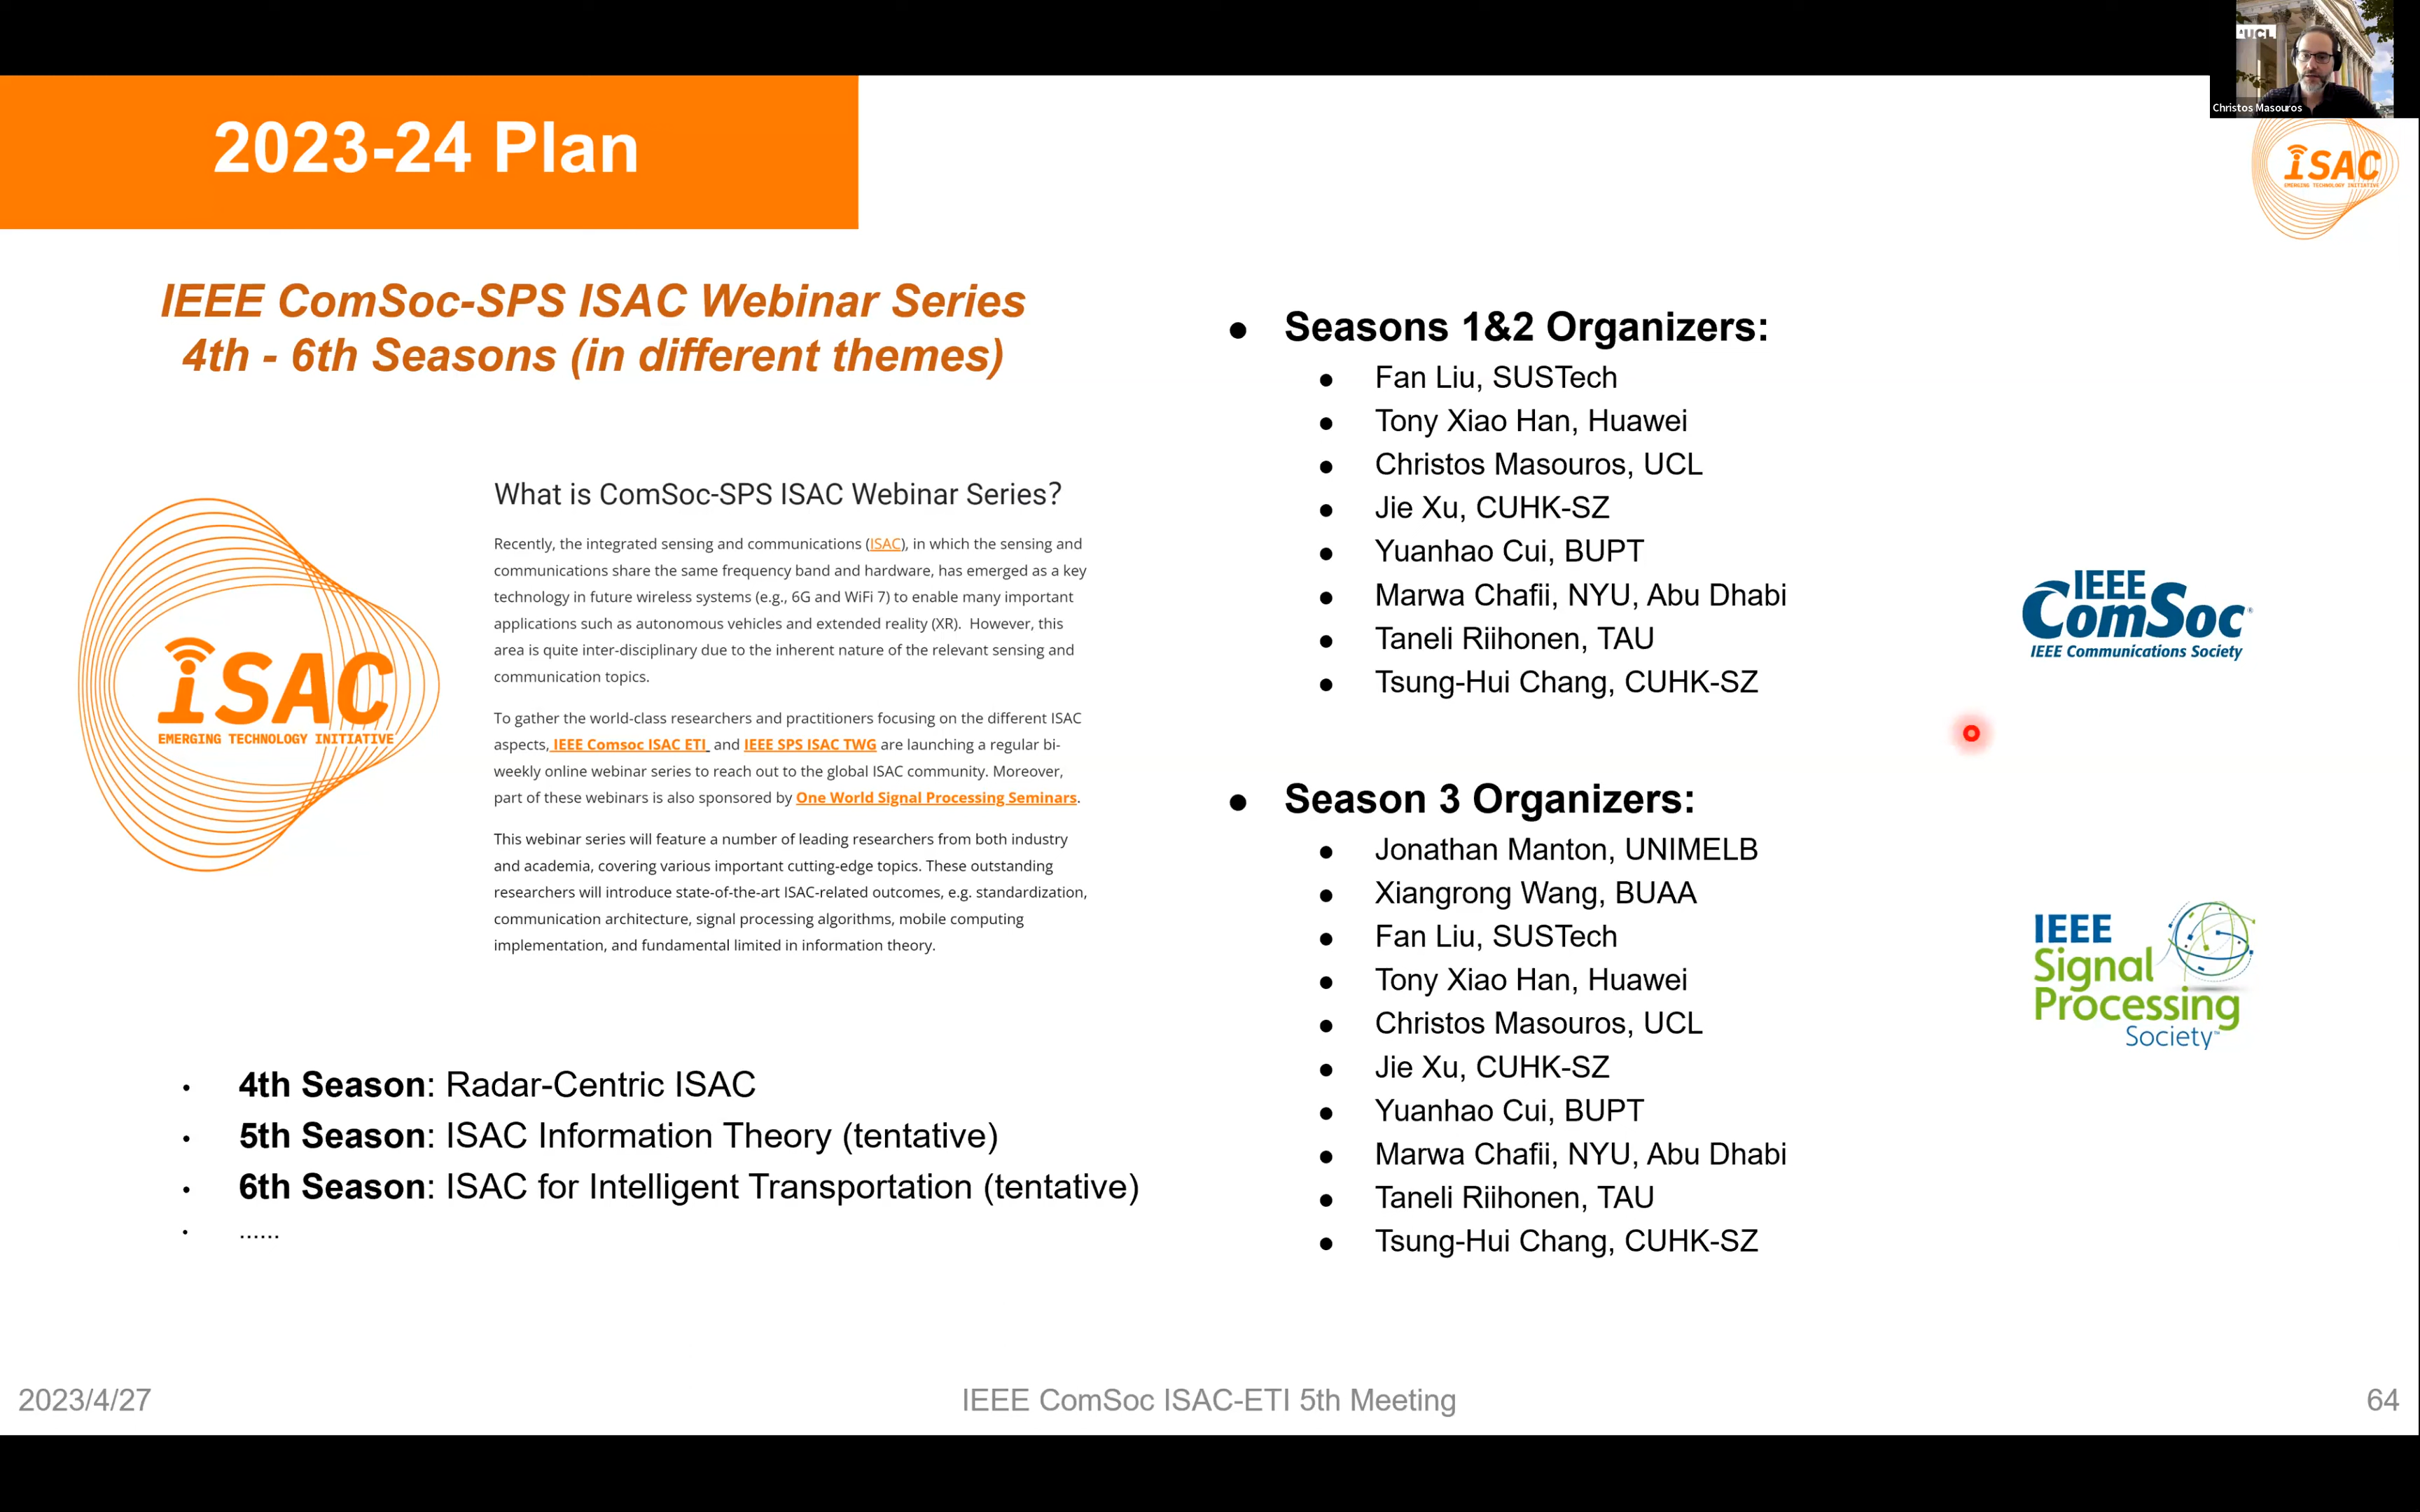 UCL
Christos Masouros
2023-24 Plan
iSAC
EMERGING TECHNOLOGY INITIATIVE
IEEE ComSoc-SPS ISAC Webinar Series
4th - 6th Seasons (in different themes)
iSAC
EMERGING TECHNOLOGY INITIATIVE
What is ComSoc-SPS ISAC Webinar Series?
Recently, the integrated sensing and communications (ISAC), in which the sensing and
communications share the same frequency band and hardware, has emerged as a key
technology in future wireless systems (e.g., 6G and WiFi 7) to enable many important
applications such as autonomous vehicles and extended reality (XR). However, this
area is quite inter-disciplinary due to the inherent nature of the relevant sensing and
communication topics.
To gather the world-class researchers and practitioners focusing on the different ISAC
aspects, IEEE Comsoc ISAC ETI and IEEE SPS ISAC TWG are launching a regular bi-
weekly online webinar series to reach out to the global ISAC community. Moreover,
part of these webinars is also sponsored by One World Signal Processing Seminars.
This webinar series will feature a number of leading researchers from both industry
and academia, covering various important cutting-edge topics. These outstanding
researchers will introduce state-of-the-art ISAC-related outcomes, e.g. standardization,
communication architecture, signal processing algorithms, mobile computing
implementation, and fundamental limited in information theory.
• 4th Season: Radar-Centric ISAC
• 5th Season: ISAC Information Theory (tentative)
• 6th Season: ISAC for Intelligent Transportation (tentative)
• ......
● Seasons 1&2 Organizers:
● Fan Liu, SUSTech
● Tony Xiao Han, Huawei
● Christos Masouros, UCL
● Jie Xu, CUHK-SZ
● Yuanhao Cui, BUPT
● Marwa Chafii, NYU, Abu Dhabi
● Taneli Riihonen, TAU
● Tsung-Hui Chang, CUHK-SZ
● Season 3 Organizers:
● Jonathan Manton, UNIMELB
● Xiangrong Wang, BUAA
● Fan Liu, SUSTech
● Tony Xiao Han, Huawei
● Christos Masouros, UCL
● Jie Xu, CUHK-SZ
● Yuanhao Cui, BUPT
● Marwa Chafii, NYU, Abu Dhabi
● Taneli Riihonen, TAU
● Tsung-Hui Chang, CUHK-SZ
IEEE
ComSoc®
IEEE Communications Society
IEEE
Signal
Processing
Society™
2023/4/27
IEEE ComSoc ISAC-ETI 5th Meeting
64